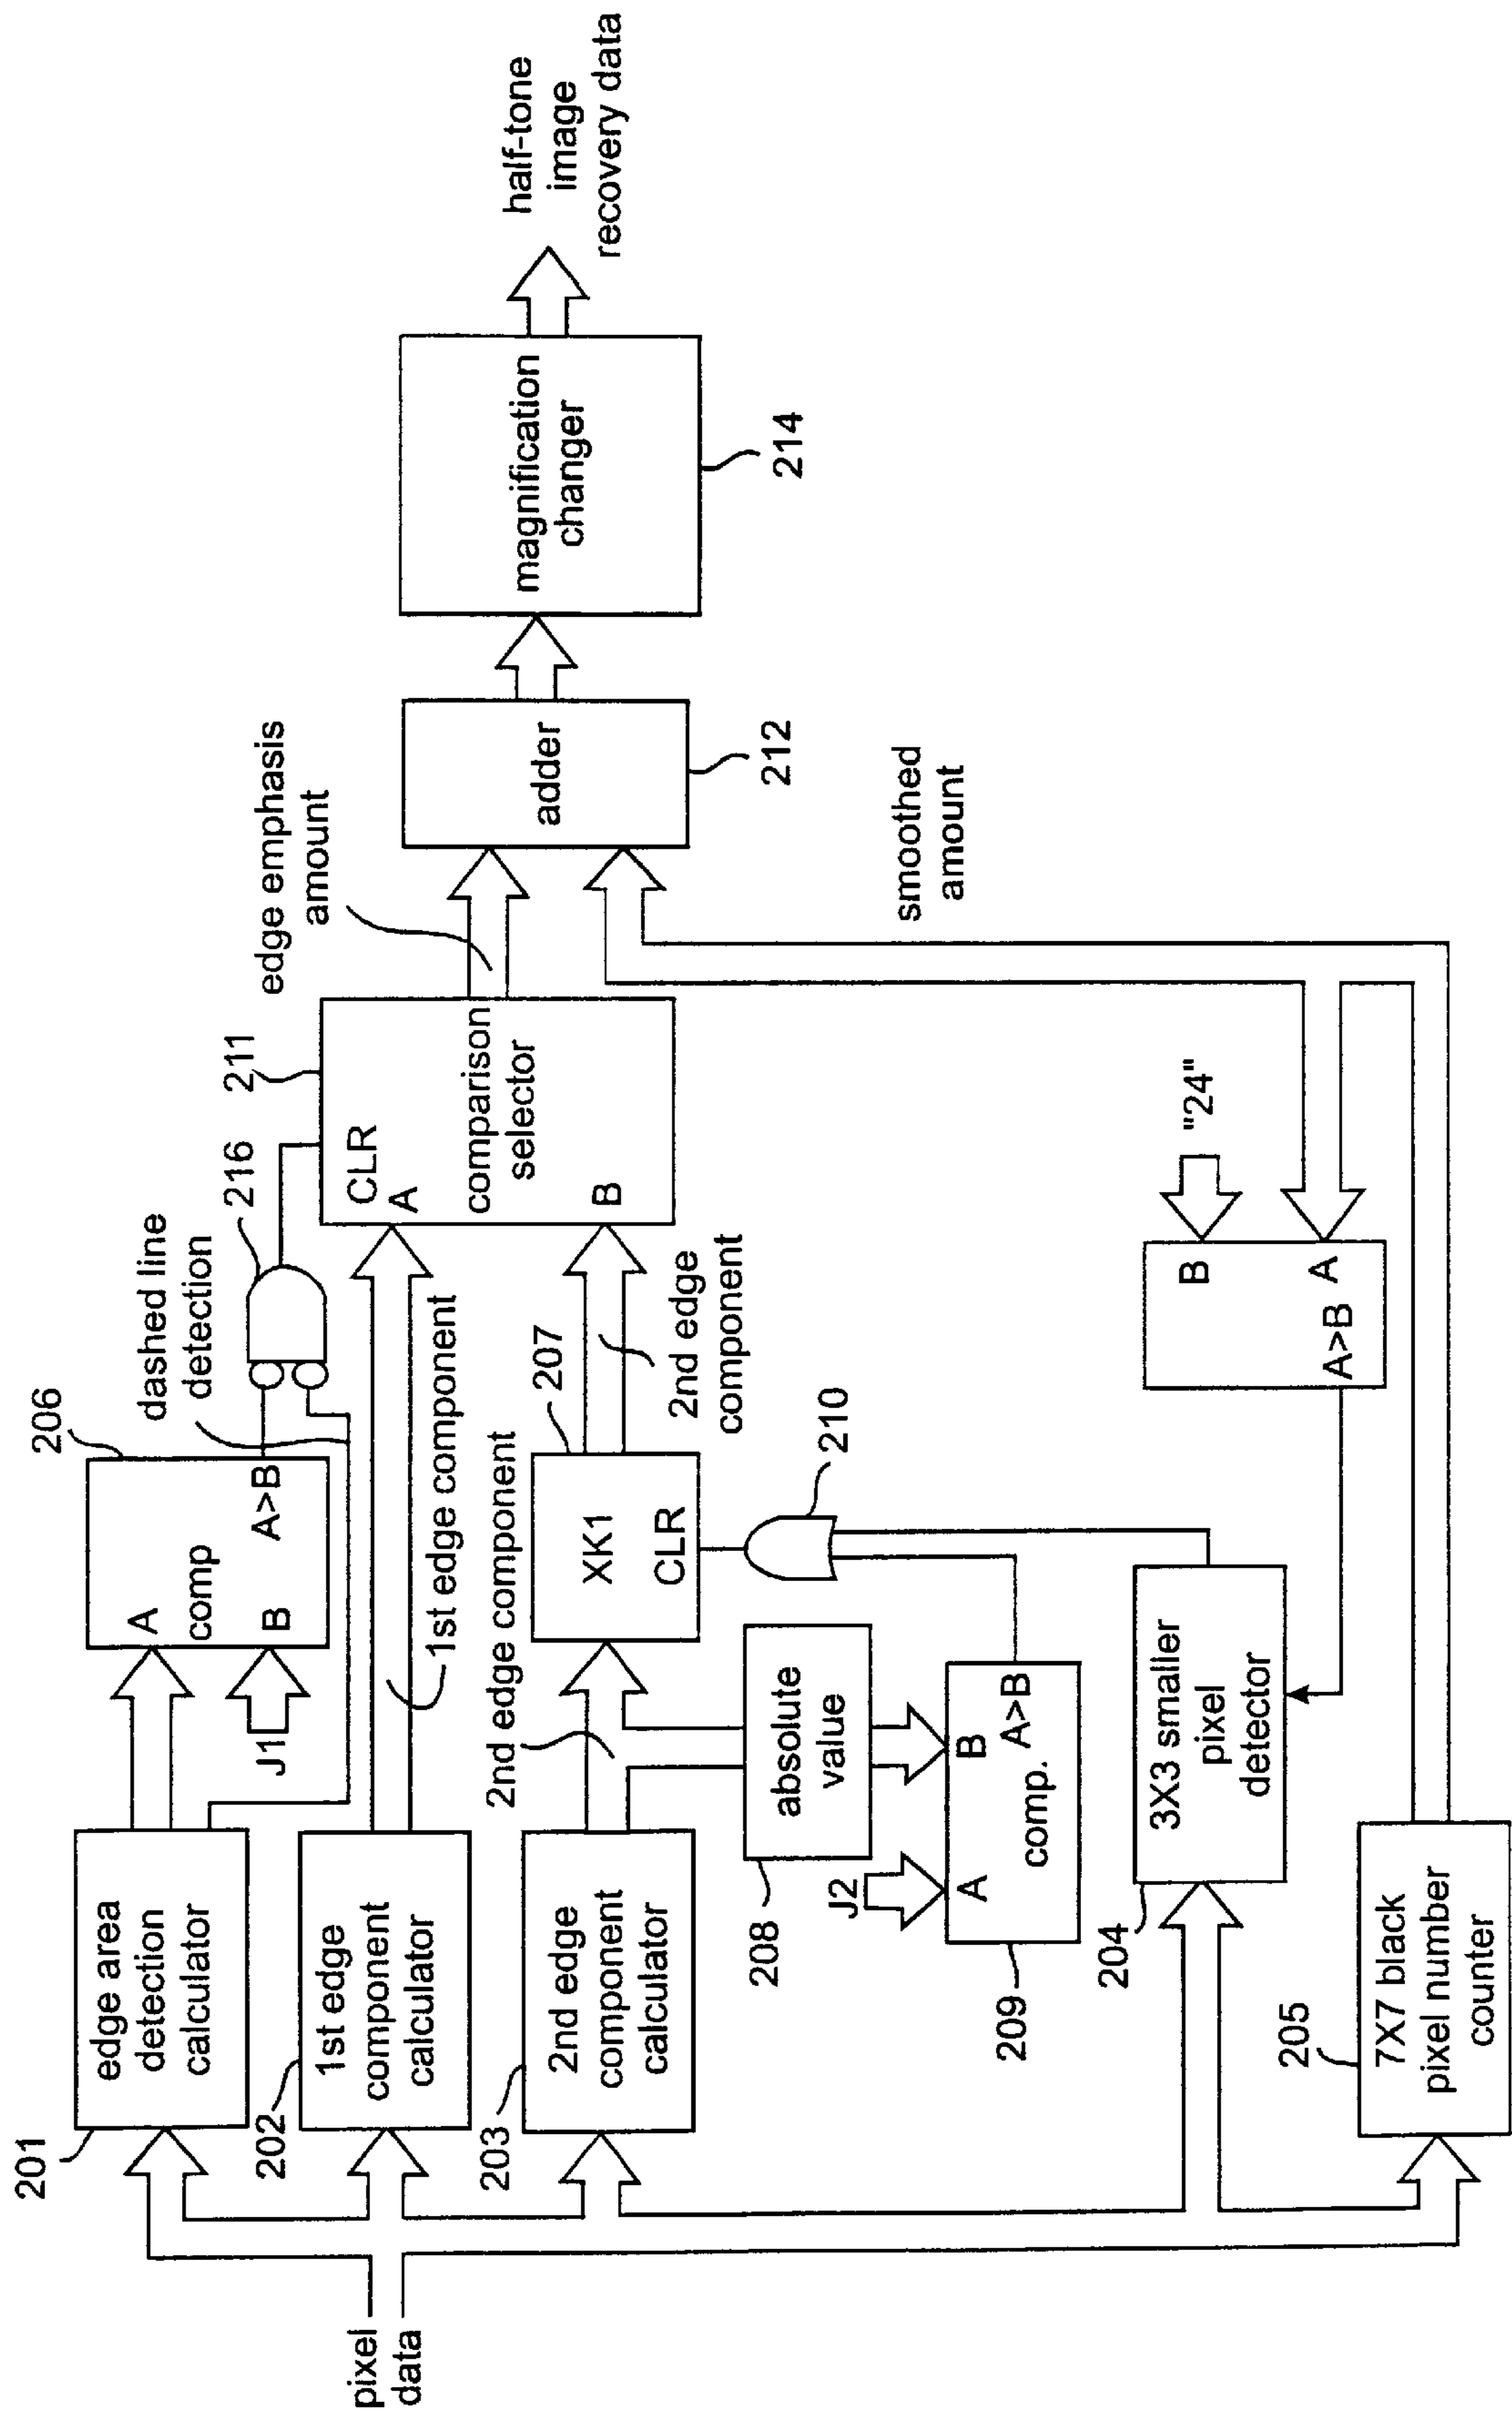 pixel
data
201
edge area
detection
calculator
202
1st edge
component
calculator
203
2nd edge
component
calculator
204
3X3 smaller
pixel
detector
205
7X7 black
pixel number
counter
206
A
comp
B
A>B
J1
dashed line
detection
216
1st edge component
2nd edge component
208
absolute
value
J2
A
B
comp.
A>B
209
207
XK1
CLR
210
2nd edge
component
211
CLR
A
comparison
selector
B
B
A
A>B
"24"
edge emphasis
amount
smoothed
amount
adder
212
magnification
changer
214
half-tone
image
recovery data